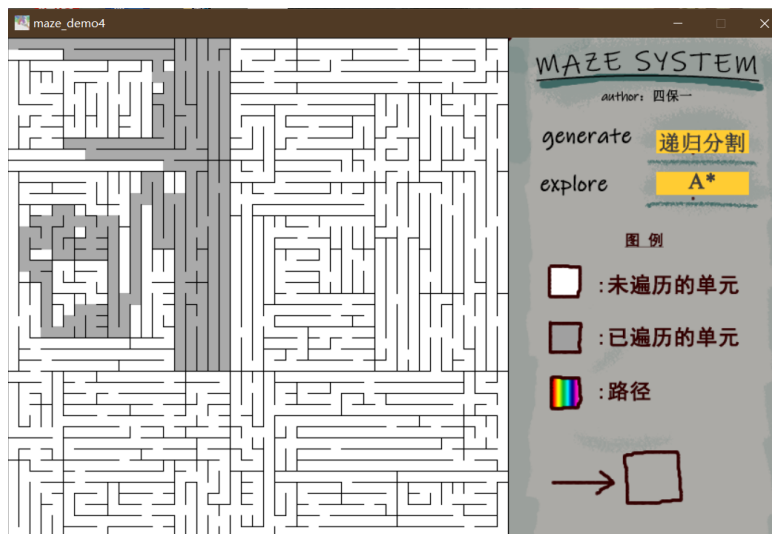 maze_demo4
MAZE SYSTEM
author: 四保一
generate 递归分割
explore A*
图 例
:未遍历的单元
:已遍历的单元
:路径